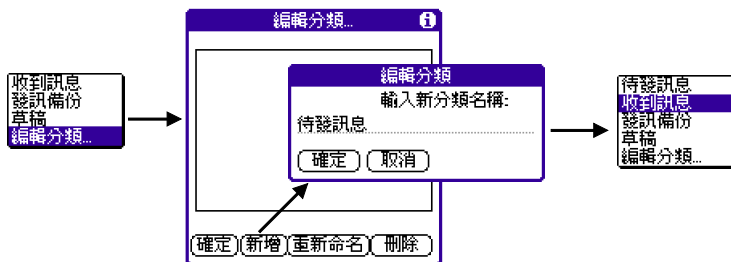 收到訊息
發訊備份
草稿
編輯分類...
編輯分類...
編輯分類
輸入新分類名稱:
待發訊息
確定 取消
確定 新增 重新命名 刪除
待發訊息
收到訊息
發訊備份
草稿
編輯分類...